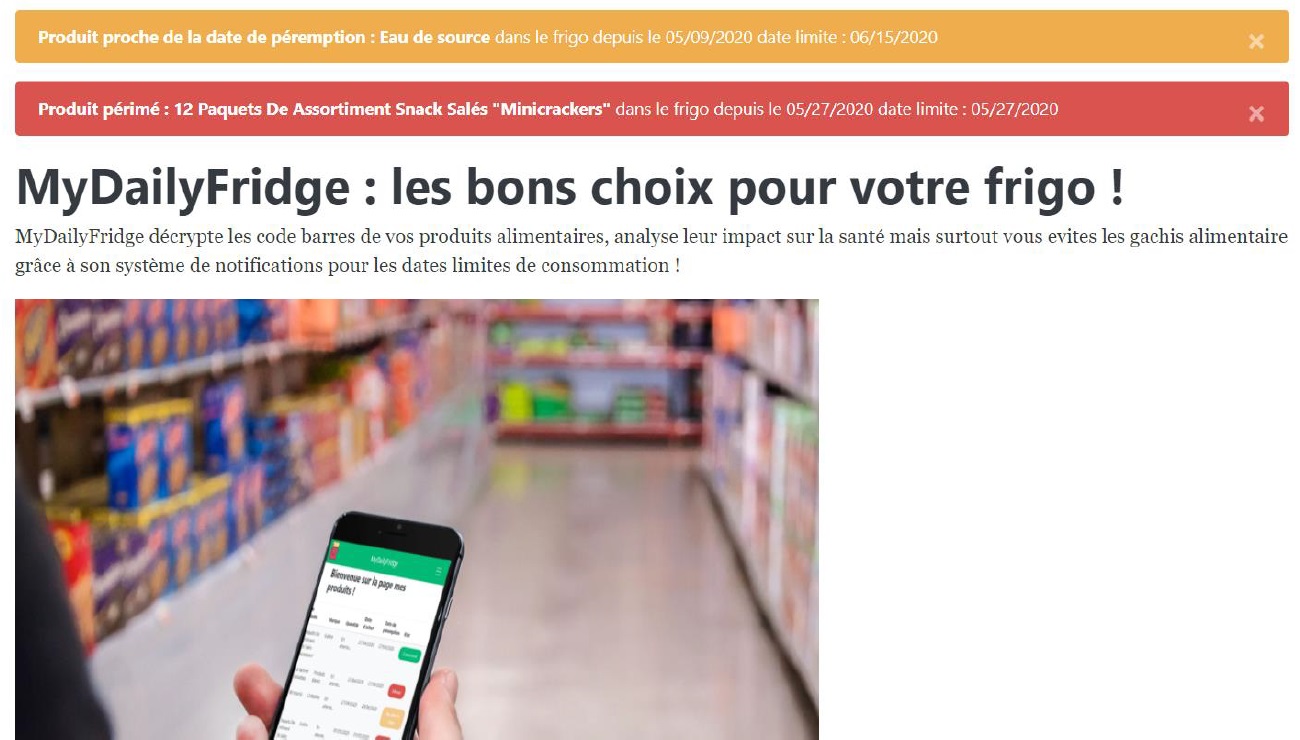 Produit proche de la date de péremption : Eau de source dans le frigo depuis le 05/09/2020 date limite : 06/15/2020
Produit périmé : 12 Paquets De Assortiment Snack Salés "Minicrackers" dans le frigo depuis le 05/27/2020 date limite : 05/27/2020
MyDailyFridge : les bons choix pour votre frigo !
MyDailyFridge décrypte les code barres de vos produits alimentaires, analyse leur impact sur la santé mais surtout vous evites les gachis alimentaire
grâce à son système de notifications pour les dates limites de consommation !
MyDailyFridge
Bienvenue sur la page mes
produits !